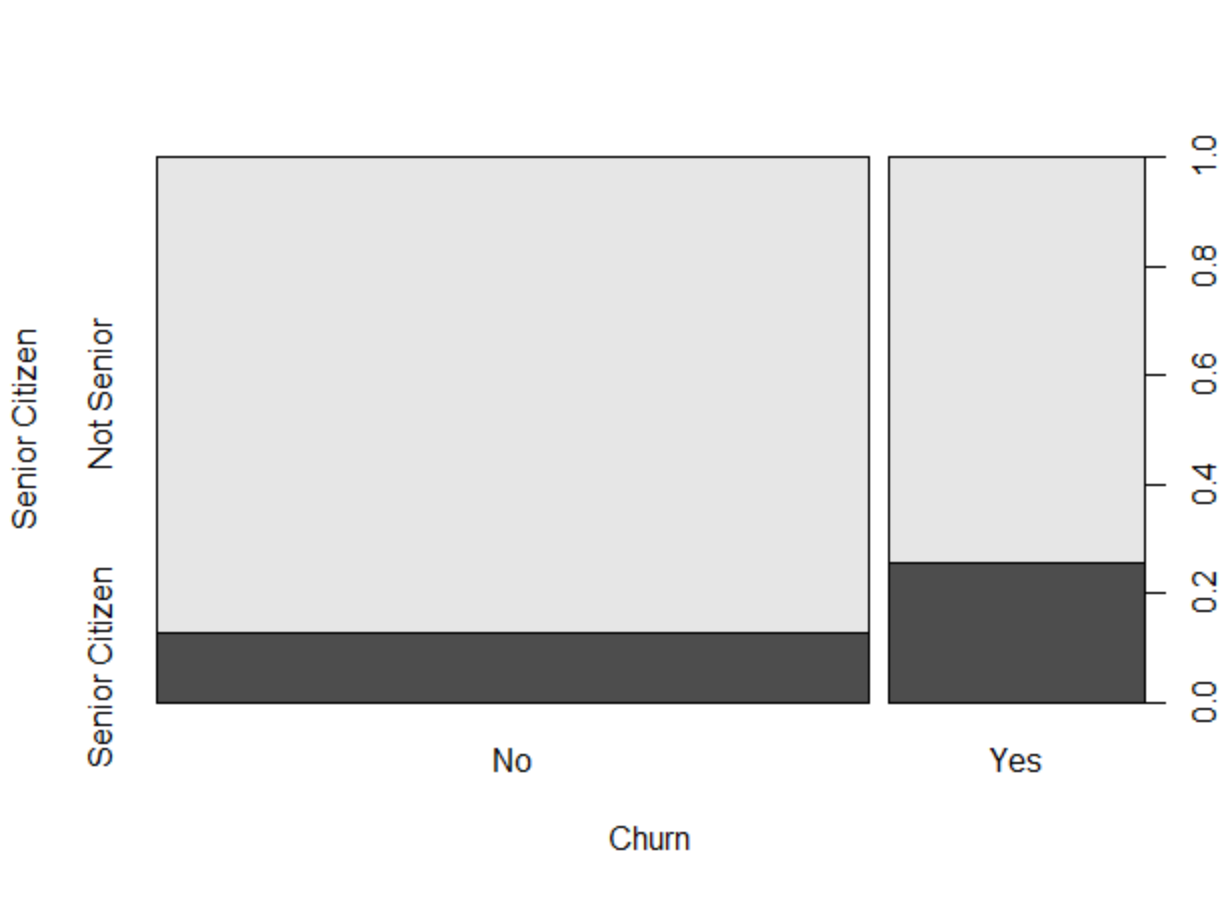 Senior Citizen
Not Senior
Senior Citizen
1.0
0.8
0.6
0.4
0.2
0.0
No
Yes
Churn